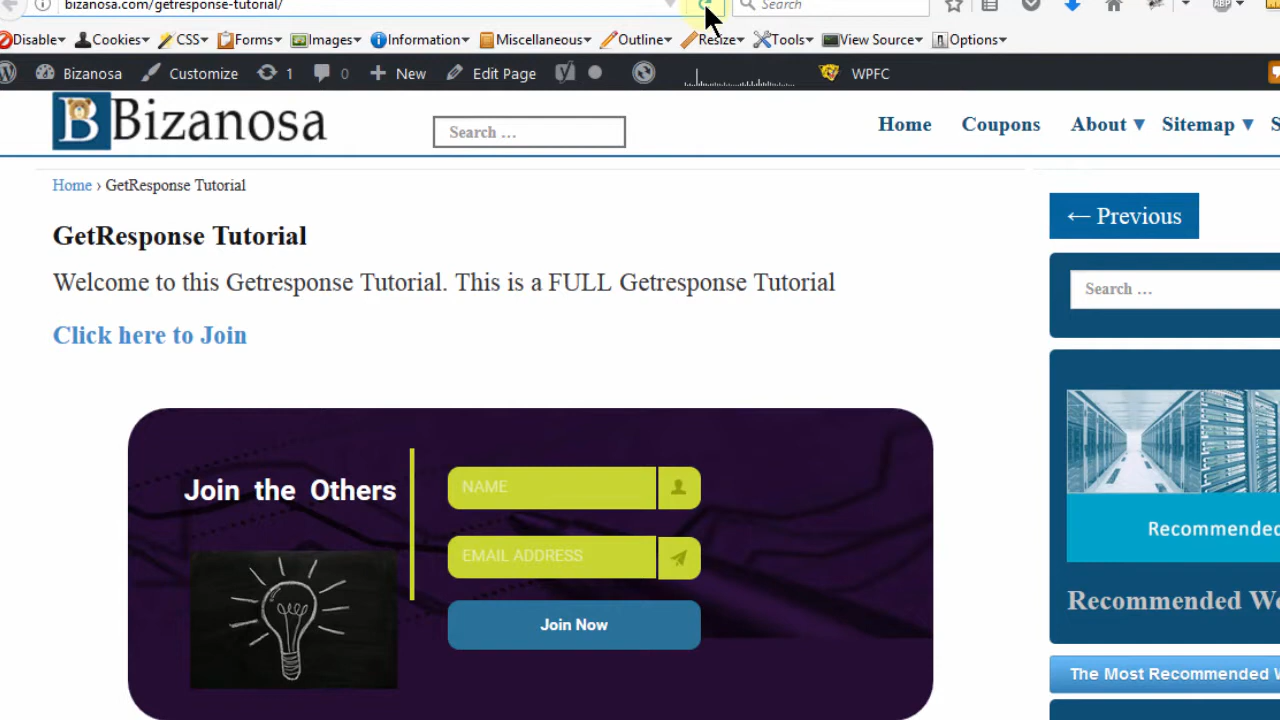 bizanosa.com/getresponse-tutorial/
Search
Disable
Cookies
CSS
Forms
Images
Information
Miscellaneous
Outline
Resize
Tools
View Source
Options
Bizanosa
Customize
1
0
New
Edit Page
WPFC
B Bizanosa
Search ...
Home
Coupons
About
Sitemap
S
Home › GetResponse Tutorial
← Previous
GetResponse Tutorial
Welcome to this Getresponse Tutorial. This is a FULL Getresponse Tutorial
Click here to Join
Search ...
Join the Others
NAME
EMAIL ADDRESS
Join Now
Recommended
Recommended We
The Most Recommended W